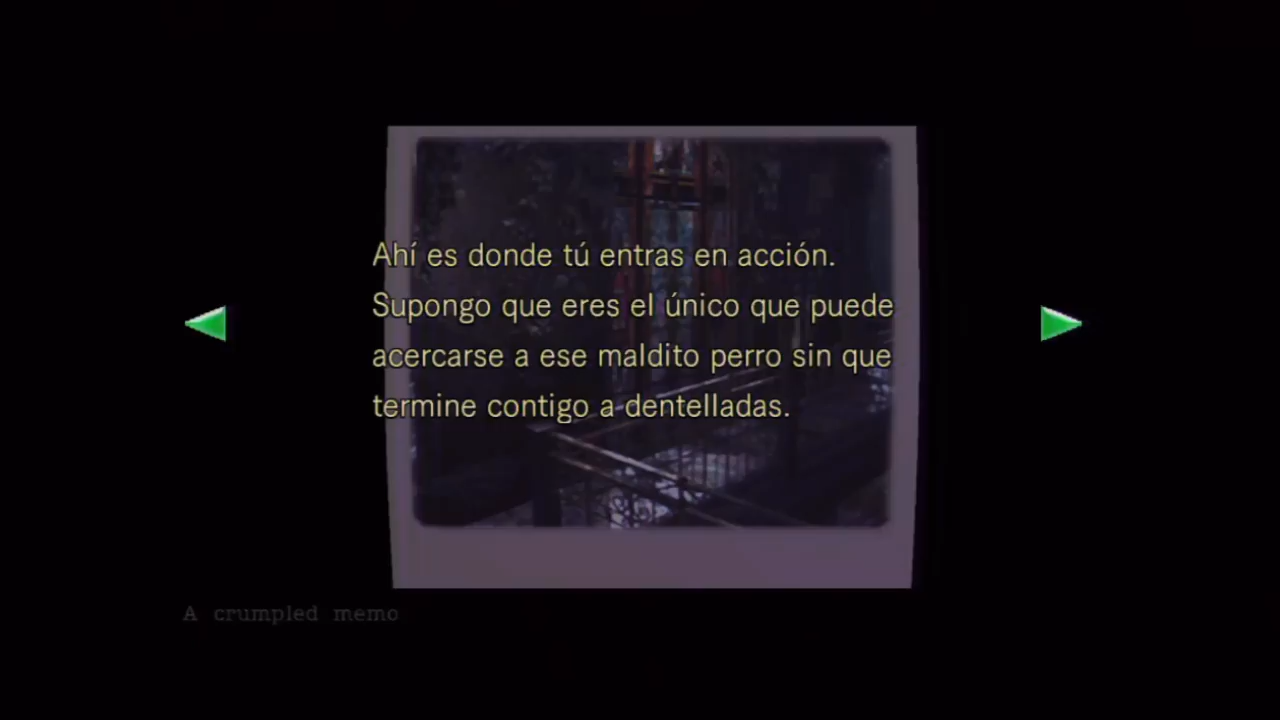 Ahí es donde tú entras en acción.
Supongo que eres el único que puede
acercarse a ese maldito perro sin que
termine contigo a dentelladas.
A crumpled memo